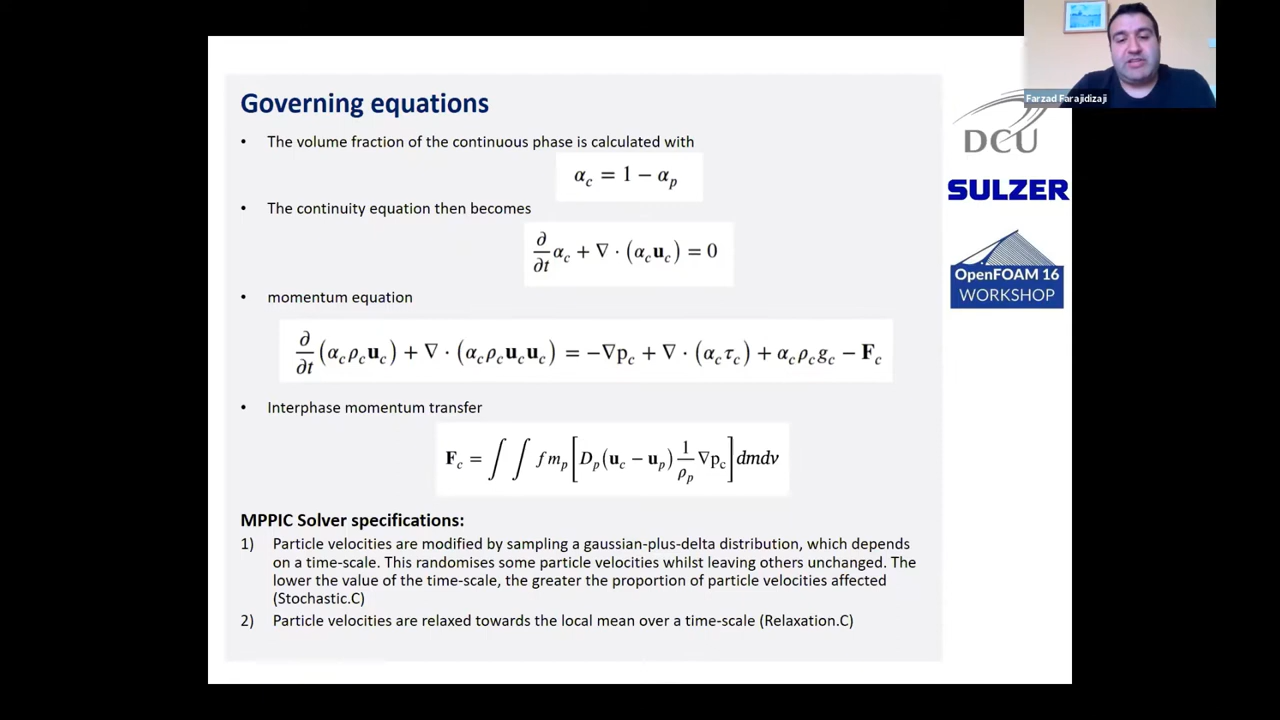 Farzad Farajidizaji
Governing equations
• The volume fraction of the continuous phase is calculated with
α_c = 1 − α_p
• The continuity equation then becomes
∂/∂t α_c + ∇ · (α_c u_c) = 0
• momentum equation
∂/∂t (α_c ρ_c u_c) + ∇ · (α_c ρ_c u_c u_c) = −∇p_c + ∇ · (α_c τ_c) + α_c ρ_c g_c − F_c
• Interphase momentum transfer
F_c = ∫ ∫ f m_p [D_p (u_c − u_p) 1/ρ_p ∇p_c] dmdv
MPPIC Solver specifications:
1) Particle velocities are modified by sampling a gaussian-plus-delta distribution, which depends
on a time-scale. This randomises some particle velocities whilst leaving others unchanged. The
lower the value of the time-scale, the greater the proportion of particle velocities affected
(Stochastic.C)
2) Particle velocities are relaxed towards the local mean over a time-scale (Relaxation.C)
DCU
SULZER
OpenFOAM 16
WORKSHOP